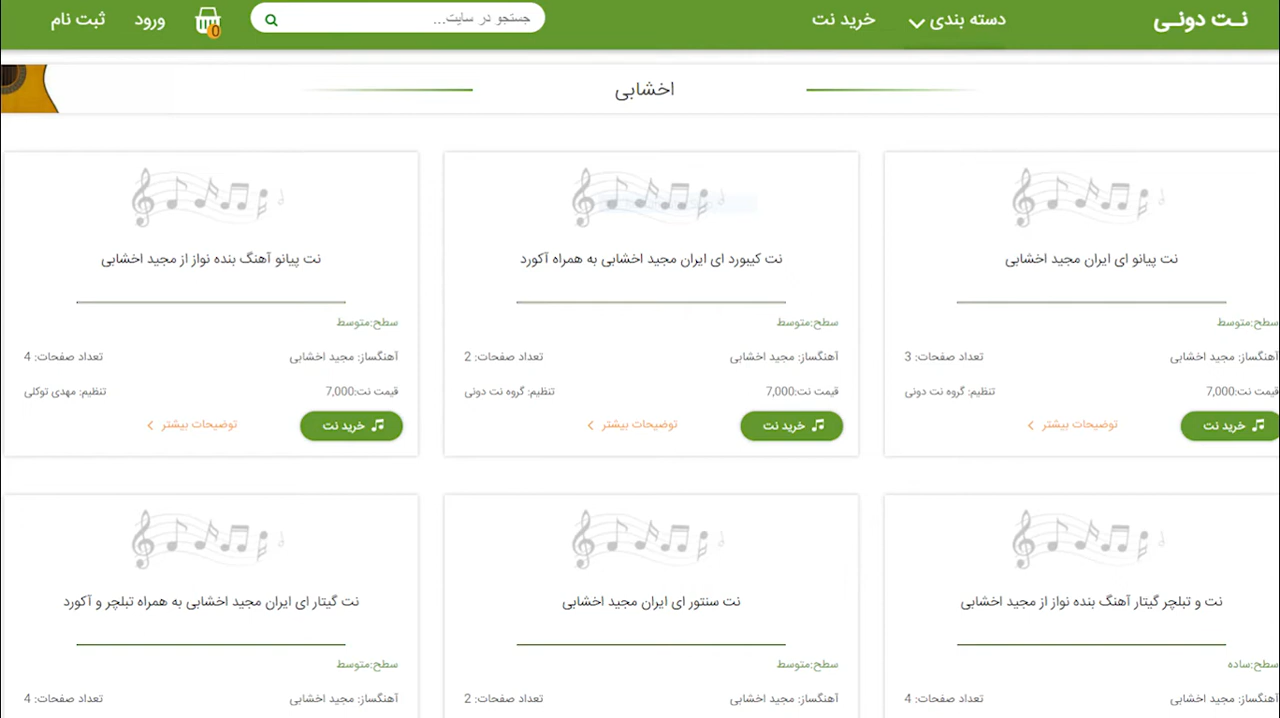 نـت دونـی
دسته بندی
خرید نت
جستجو در سایت...
0
ورود
ثبت نام
اخشابی
نت پیانو ای ایران مجید اخشابی
سطح:متوسط
آهنگساز: مجید اخشابی
تعداد صفحات: 3
قیمت نت:7,000
تنظیم: گروه نت دونی
خرید نت
توضیحات بیشتر
نت کیبورد ای ایران مجید اخشابی به همراه آکورد
سطح:متوسط
آهنگساز: مجید اخشابی
تعداد صفحات: 2
قیمت نت:7,000
تنظیم: گروه نت دونی
خرید نت
توضیحات بیشتر
نت پیانو آهنگ بنده نواز از مجید اخشابی
سطح:متوسط
آهنگساز: مجید اخشابی
تعداد صفحات: 4
قیمت نت:7,000
تنظیم: مهدی توکلی
خرید نت
توضیحات بیشتر
نت و تبلچر گیتار آهنگ بنده نواز از مجید اخشابی
سطح:ساده
آهنگساز: مجید اخشابی
تعداد صفحات: 4
نت سنتور ای ایران مجید اخشابی
سطح:متوسط
آهنگساز: مجید اخشابی
تعداد صفحات: 2
نت گیتار ای ایران مجید اخشابی به همراه تبلچر و آکورد
سطح:متوسط
آهنگساز: مجید اخشابی
تعداد صفحات: 4